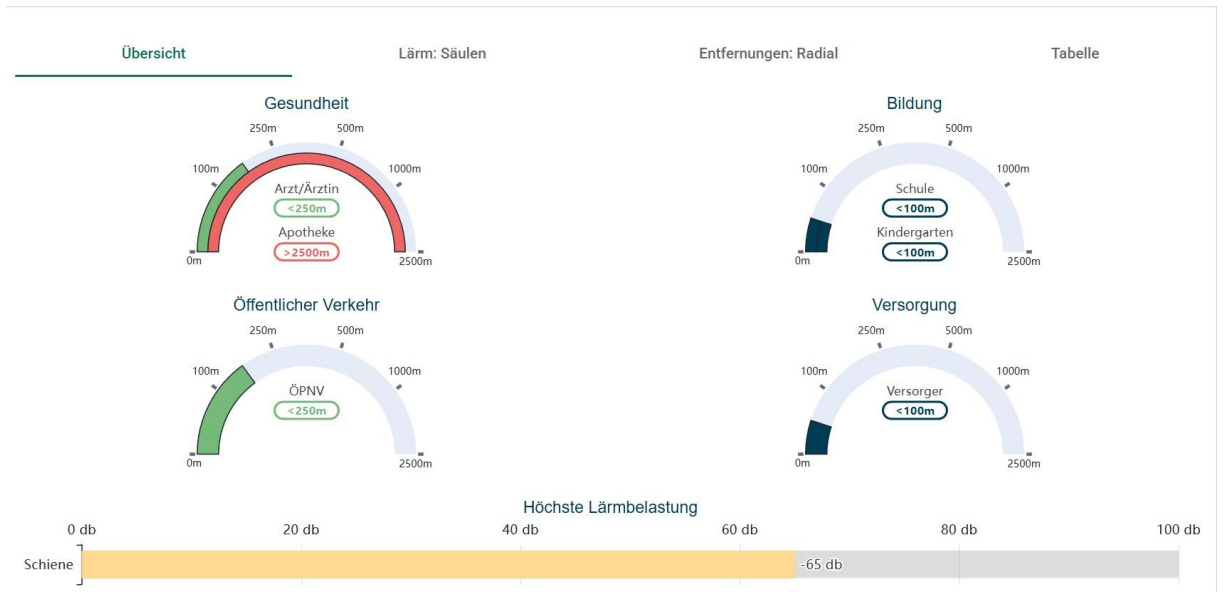 Übersicht Lärm: Säulen Entfernungen: Radial Tabelle
Gesundheit
250m 500m
100m 1000m
Arzt/Ärztin
<250m
Apotheke
>2500m
0m 2500m
Bildung
250m 500m
100m 1000m
Schule
<100m
Kindergarten
<100m
0m 2500m
Öffentlicher Verkehr
250m 500m
100m 1000m
ÖPNV
<250m
0m 2500m
Versorgung
250m 500m
100m 1000m
Versorger
<100m
0m 2500m
Höchste Lärmbelastung
0 db 20 db 40 db 60 db 80 db 100 db
Schiene -65 db